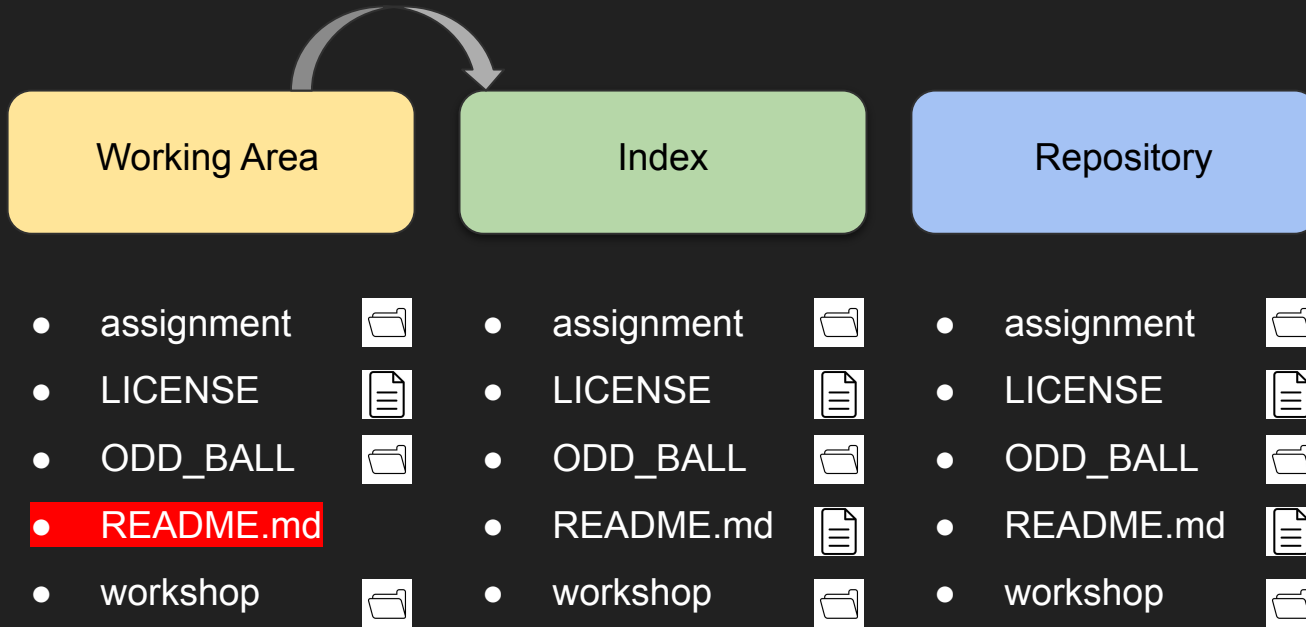 Working Area
Index
Repository
● assignment
● LICENSE
● ODD_BALL
● README.md
● workshop
● assignment
● LICENSE
● ODD_BALL
● README.md
● workshop
● assignment
● LICENSE
● ODD_BALL
● README.md
● workshop